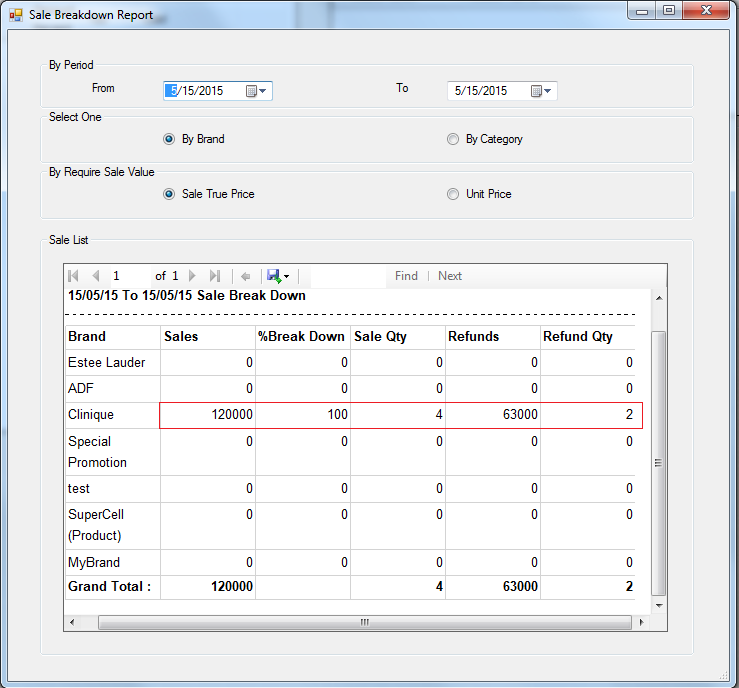 Sale Breakdown Report
By Period
From 5/15/2015 To 5/15/2015
Select One
By Brand By Category
By Require Sale Value
Sale True Price Unit Price
Sale List
1 of 1 Find | Next
15/05/15 To 15/05/15 Sale Break Down
Brand Sales %Break Down Sale Qty Refunds Refund Qty
Estee Lauder 0 0 0 0 0
ADF 0 0 0 0 0
Clinique 120000 100 4 63000 2
Special 0 0 0 0 0
Promotion
test 0 0 0 0 0
SuperCell 0 0 0 0 0
(Product)
MyBrand 0 0 0 0 0
Grand Total : 120000 4 63000 2